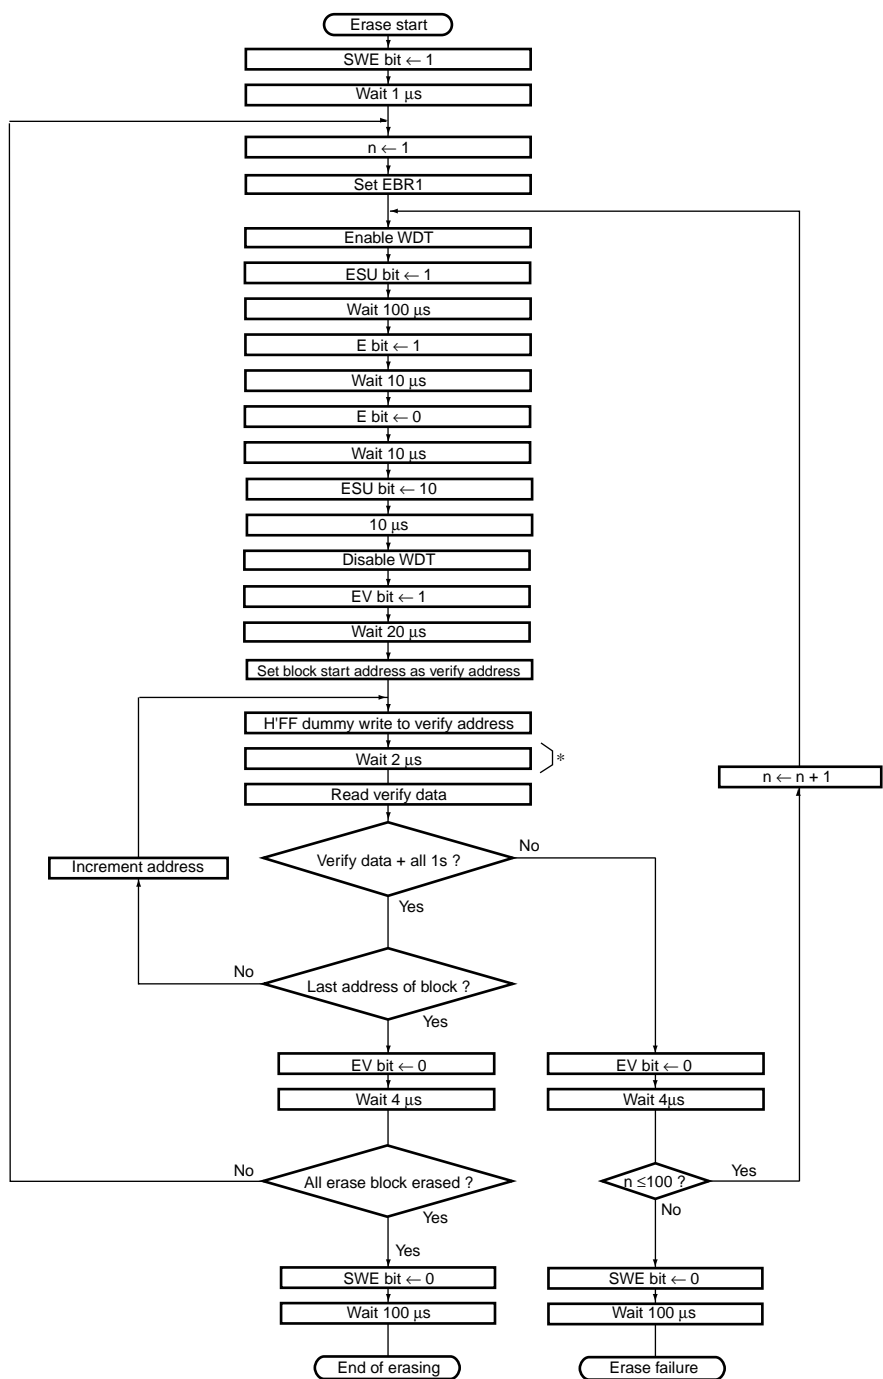 Erase start
SWE bit ← 1
Wait 1 µs
n ← 1
Set EBR1
Enable WDT
ESU bit ← 1
Wait 100 µs
E bit ← 1
Wait 10 µs
E bit ← 0
Wait 10 µs
ESU bit ← 10
10 µs
Disable WDT
EV bit ← 1
Wait 20 µs
Set block start address as verify address
H'FF dummy write to verify address
Wait 2 µs
*
n ← n + 1
Read verify data
Verify data + all 1s ?
No
Increment address
Yes
No
Last address of block ?
Yes
EV bit ← 0
EV bit ← 0
Wait 4 µs
Wait 4µs
No
All erase block erased ?
Yes
n ≤100 ?
Yes
No
Yes
SWE bit ← 0
SWE bit ← 0
Wait 100 µs
Wait 100 µs
End of erasing
Erase failure